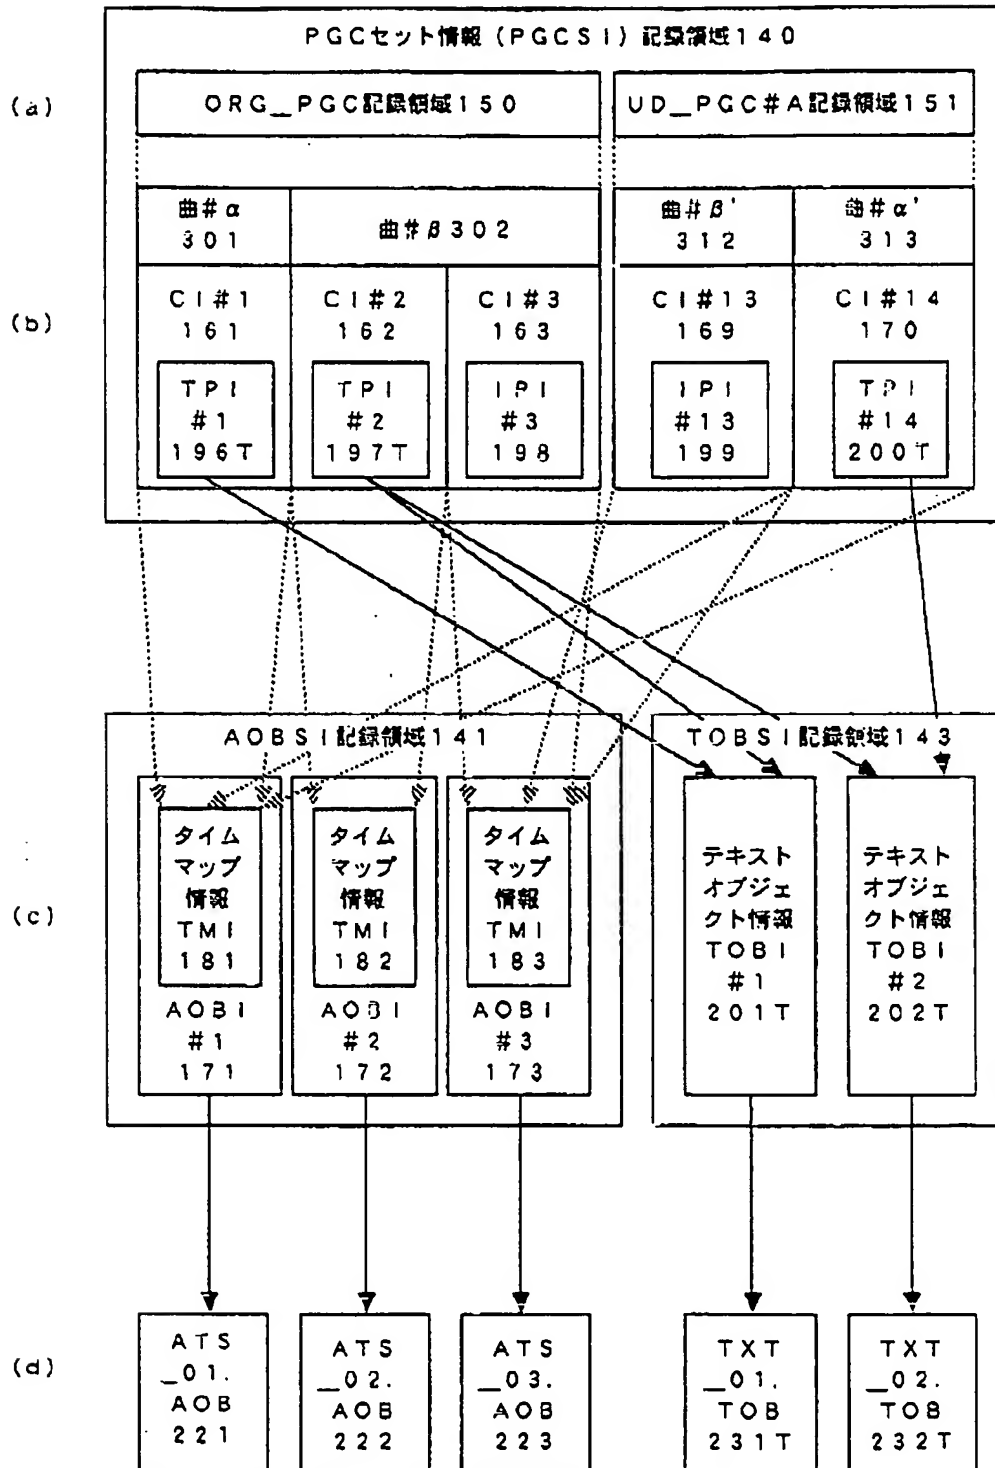 PGCセット情報（PGCSI）記録領域140
(a)
ORG__PGC記録領域150
UD__PGC#A記録領域151
曲#α
301
曲#β302
曲#β'
312
曲#α'
313
(b)
CI#1
161
CI#2
162
CI#3
163
CI#13
169
CI#14
170
TPI
#1
196T
TPI
#2
197T
IPI
#3
198
IPI
#13
199
TPI
#14
200T
AOBSI記録領域141
TOBSI記録領域143
(c)
タイム
マップ
情報
TMI
181
AOBI
#1
171
タイム
マップ
情報
TMI
182
AOBI
#2
172
タイム
マップ
情報
TMI
183
AOBI
#3
173
テキスト
オブジェ
クト情報
TOBI
#1
201T
テキスト
オブジェ
クト情報
TOBI
#2
202T
(d)
ATS
_01.
AOB
221
ATS
_02.
AOB
222
ATS
_03.
AOB
223
TXT
_01.
TOB
231T
TXT
_02.
TOB
232T